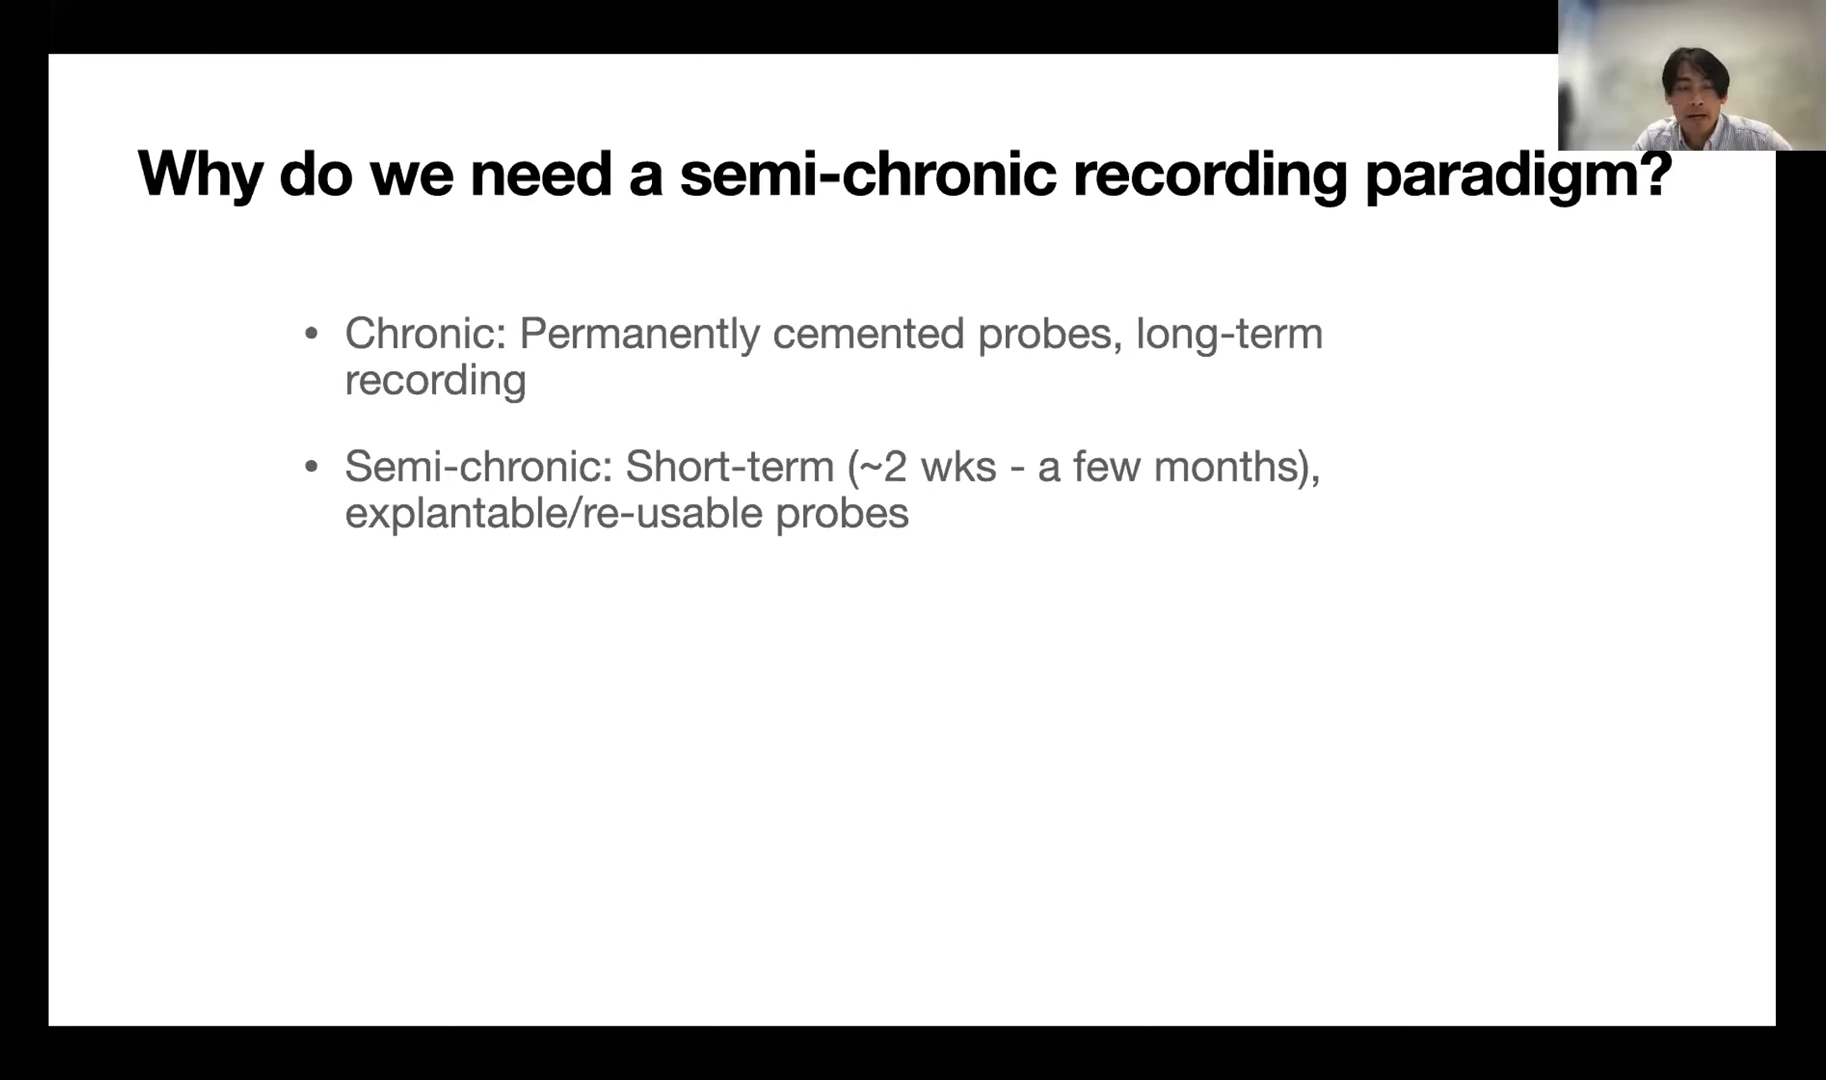 Why do we need a semi-chronic recording paradigm?
• Chronic: Permanently cemented probes, long-term
recording
• Semi-chronic: Short-term (~2 wks - a few months),
explantable/re-usable probes